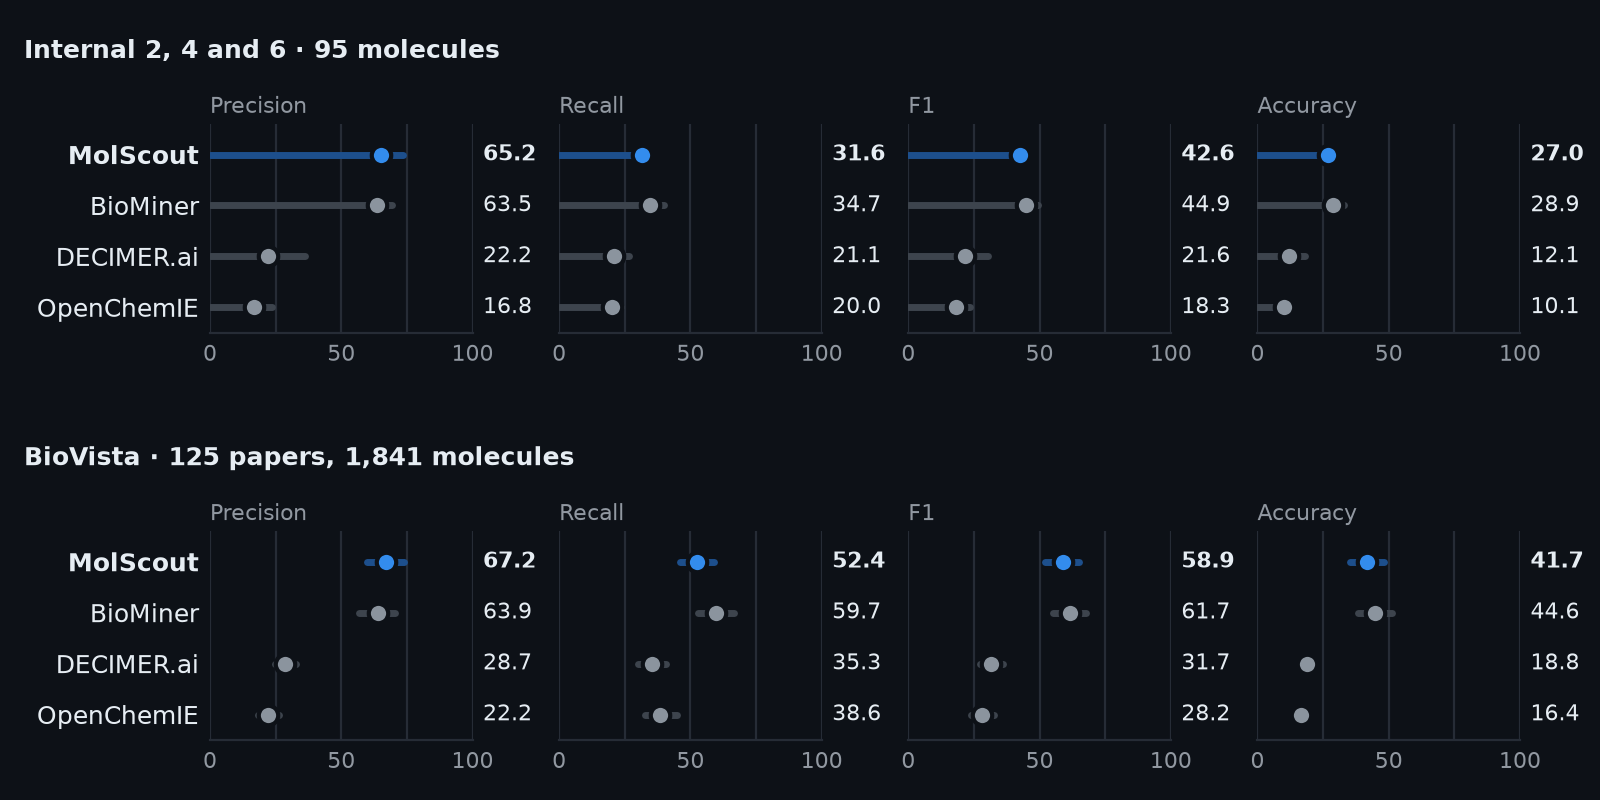 Internal 2, 4 and 6 · 95 molecules
Precision Recall F1 Accuracy
MolScout 65.2 31.6 42.6 27.0
BioMiner 63.5 34.7 44.9 28.9
DECIMER.ai 22.2 21.1 21.6 12.1
OpenChemIE 16.8 20.0 18.3 10.1
0 50 100 0 50 100 0 50 100 0 50 100
BioVista · 125 papers, 1,841 molecules
Precision Recall F1 Accuracy
MolScout 67.2 52.4 58.9 41.7
BioMiner 63.9 59.7 61.7 44.6
DECIMER.ai 28.7 35.3 31.7 18.8
OpenChemIE 22.2 38.6 28.2 16.4
0 50 100 0 50 100 0 50 100 0 50 100